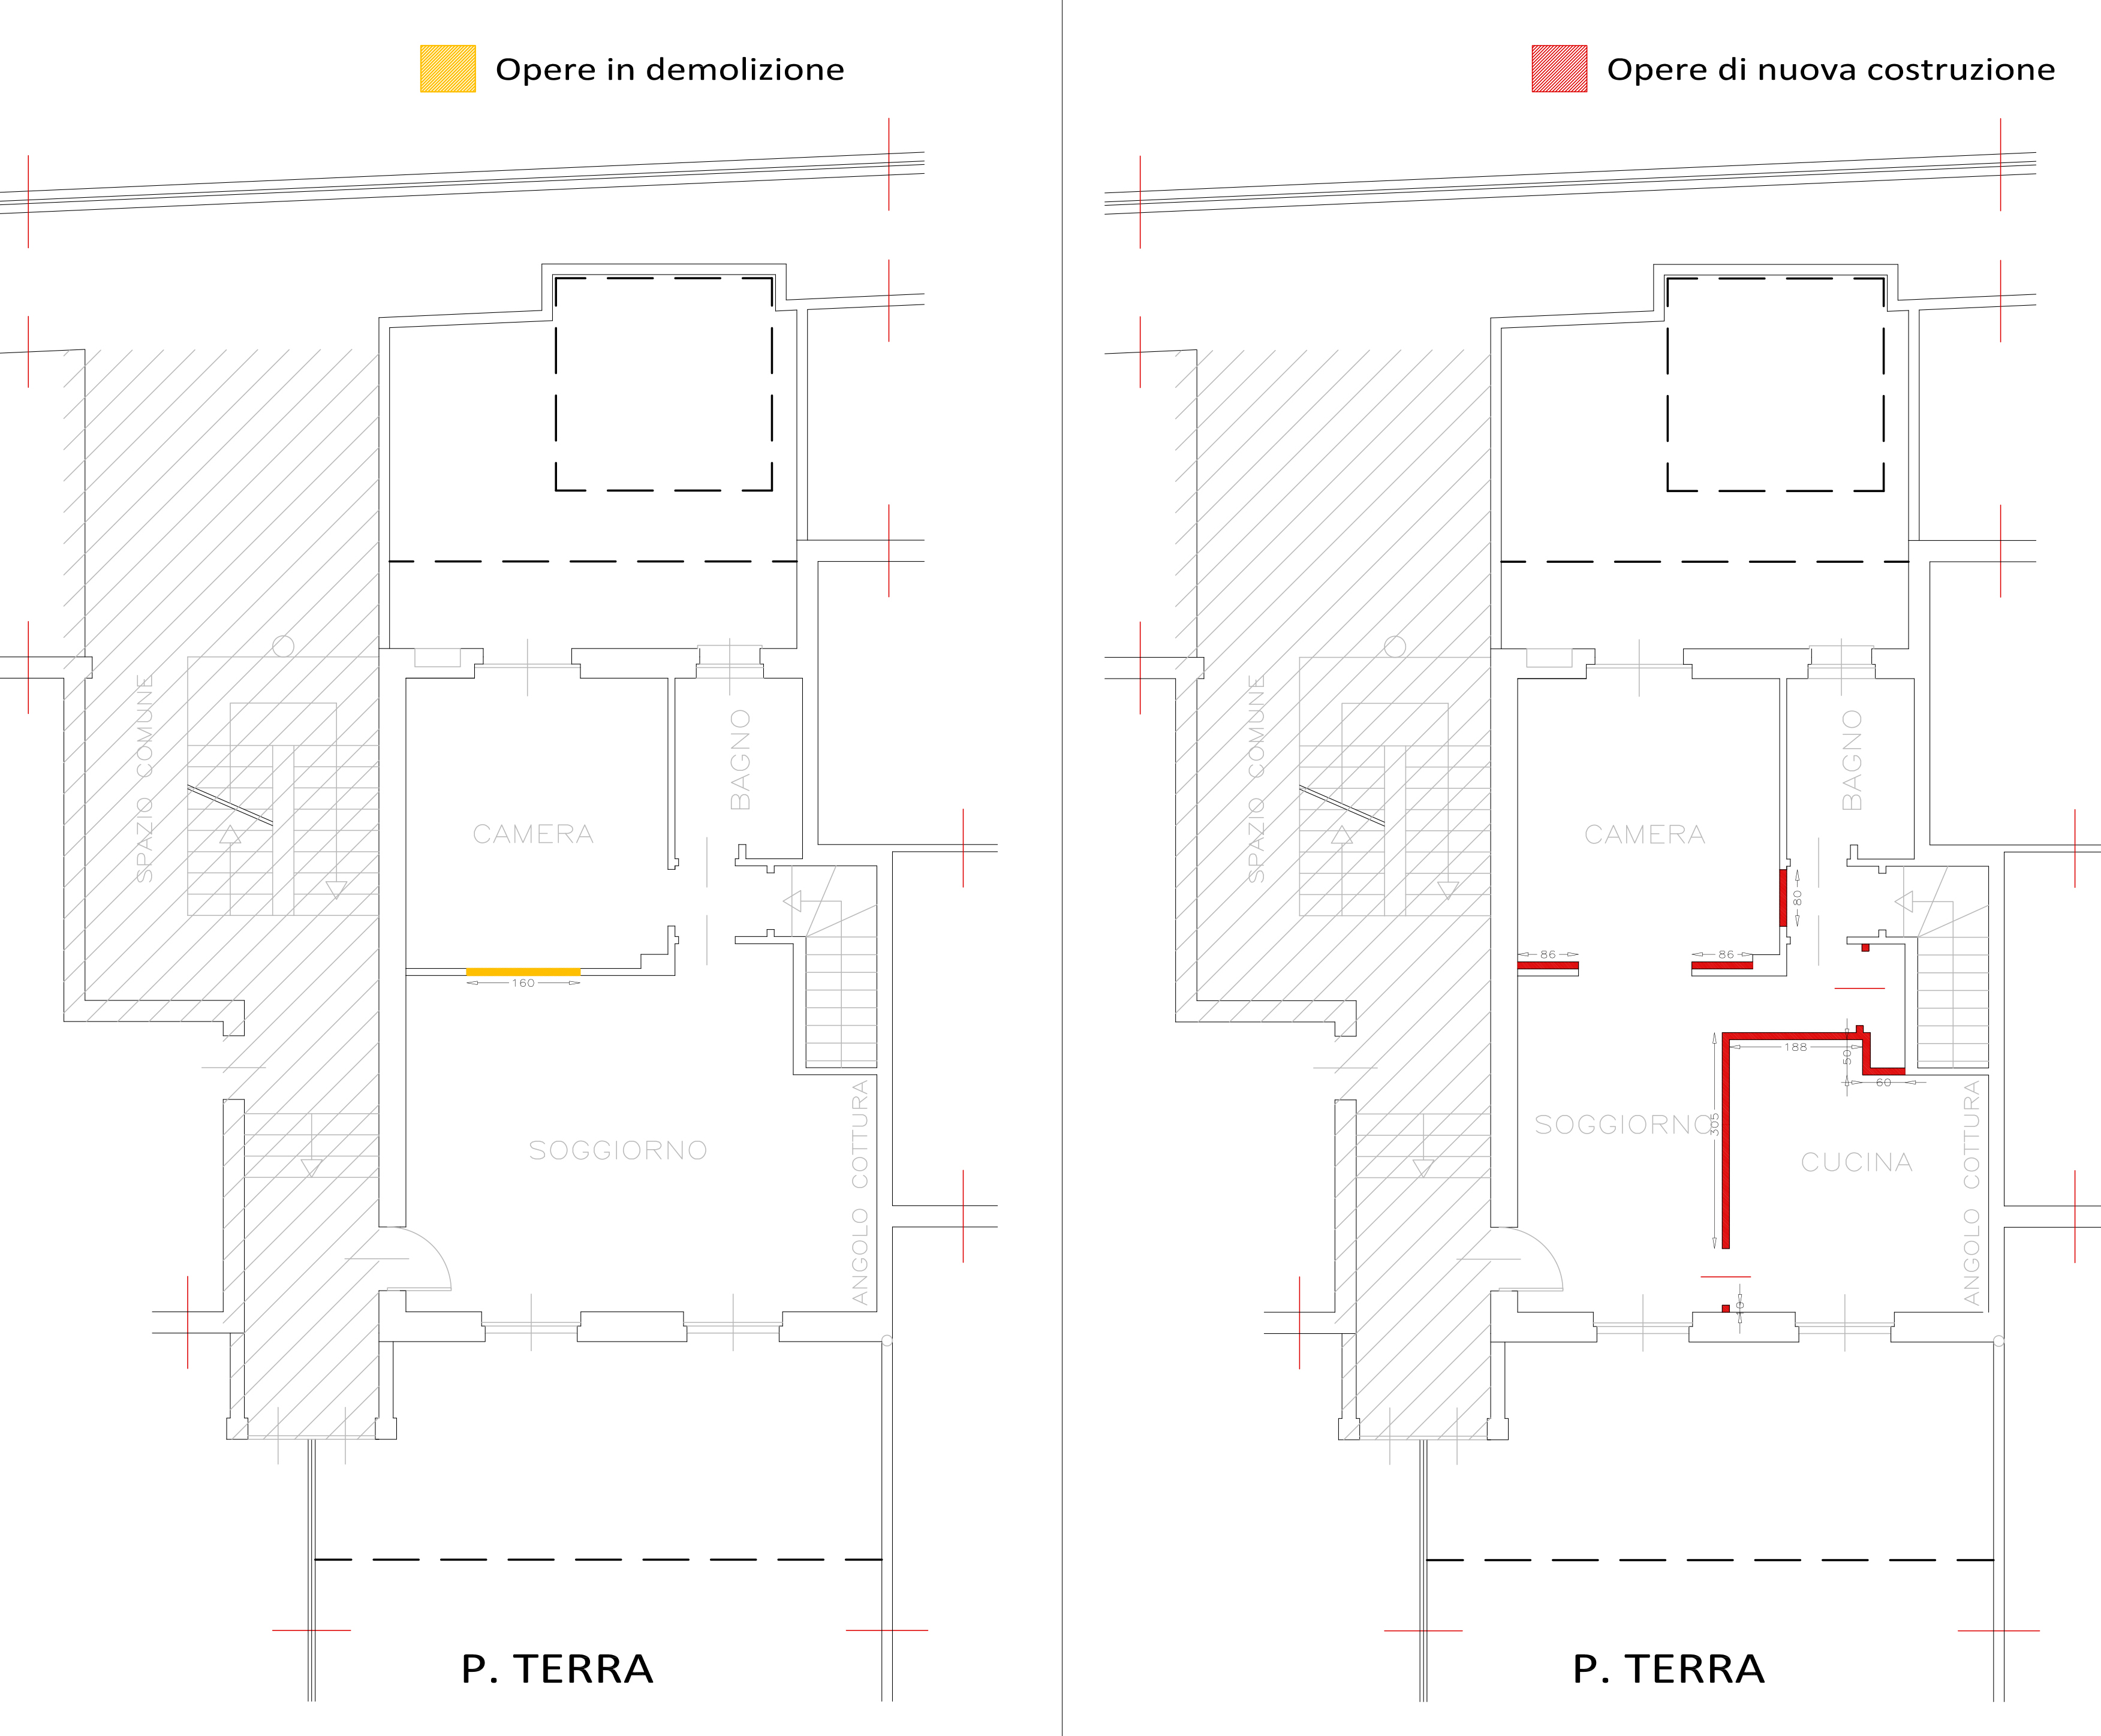 Opere in demolizione
SPAZIO COMUNE
BAGNO
CAMERA
160
SOGGIORNO
ANGOLO COTTURA
P. TERRA
Opere di nuova costruzione
SPAZIO COMUNE
BAGNO
CAMERA
80
86
86
188
50
60
305
SOGGIORNO
CUCINA
ANGOLO COTTURA
P. TERRA